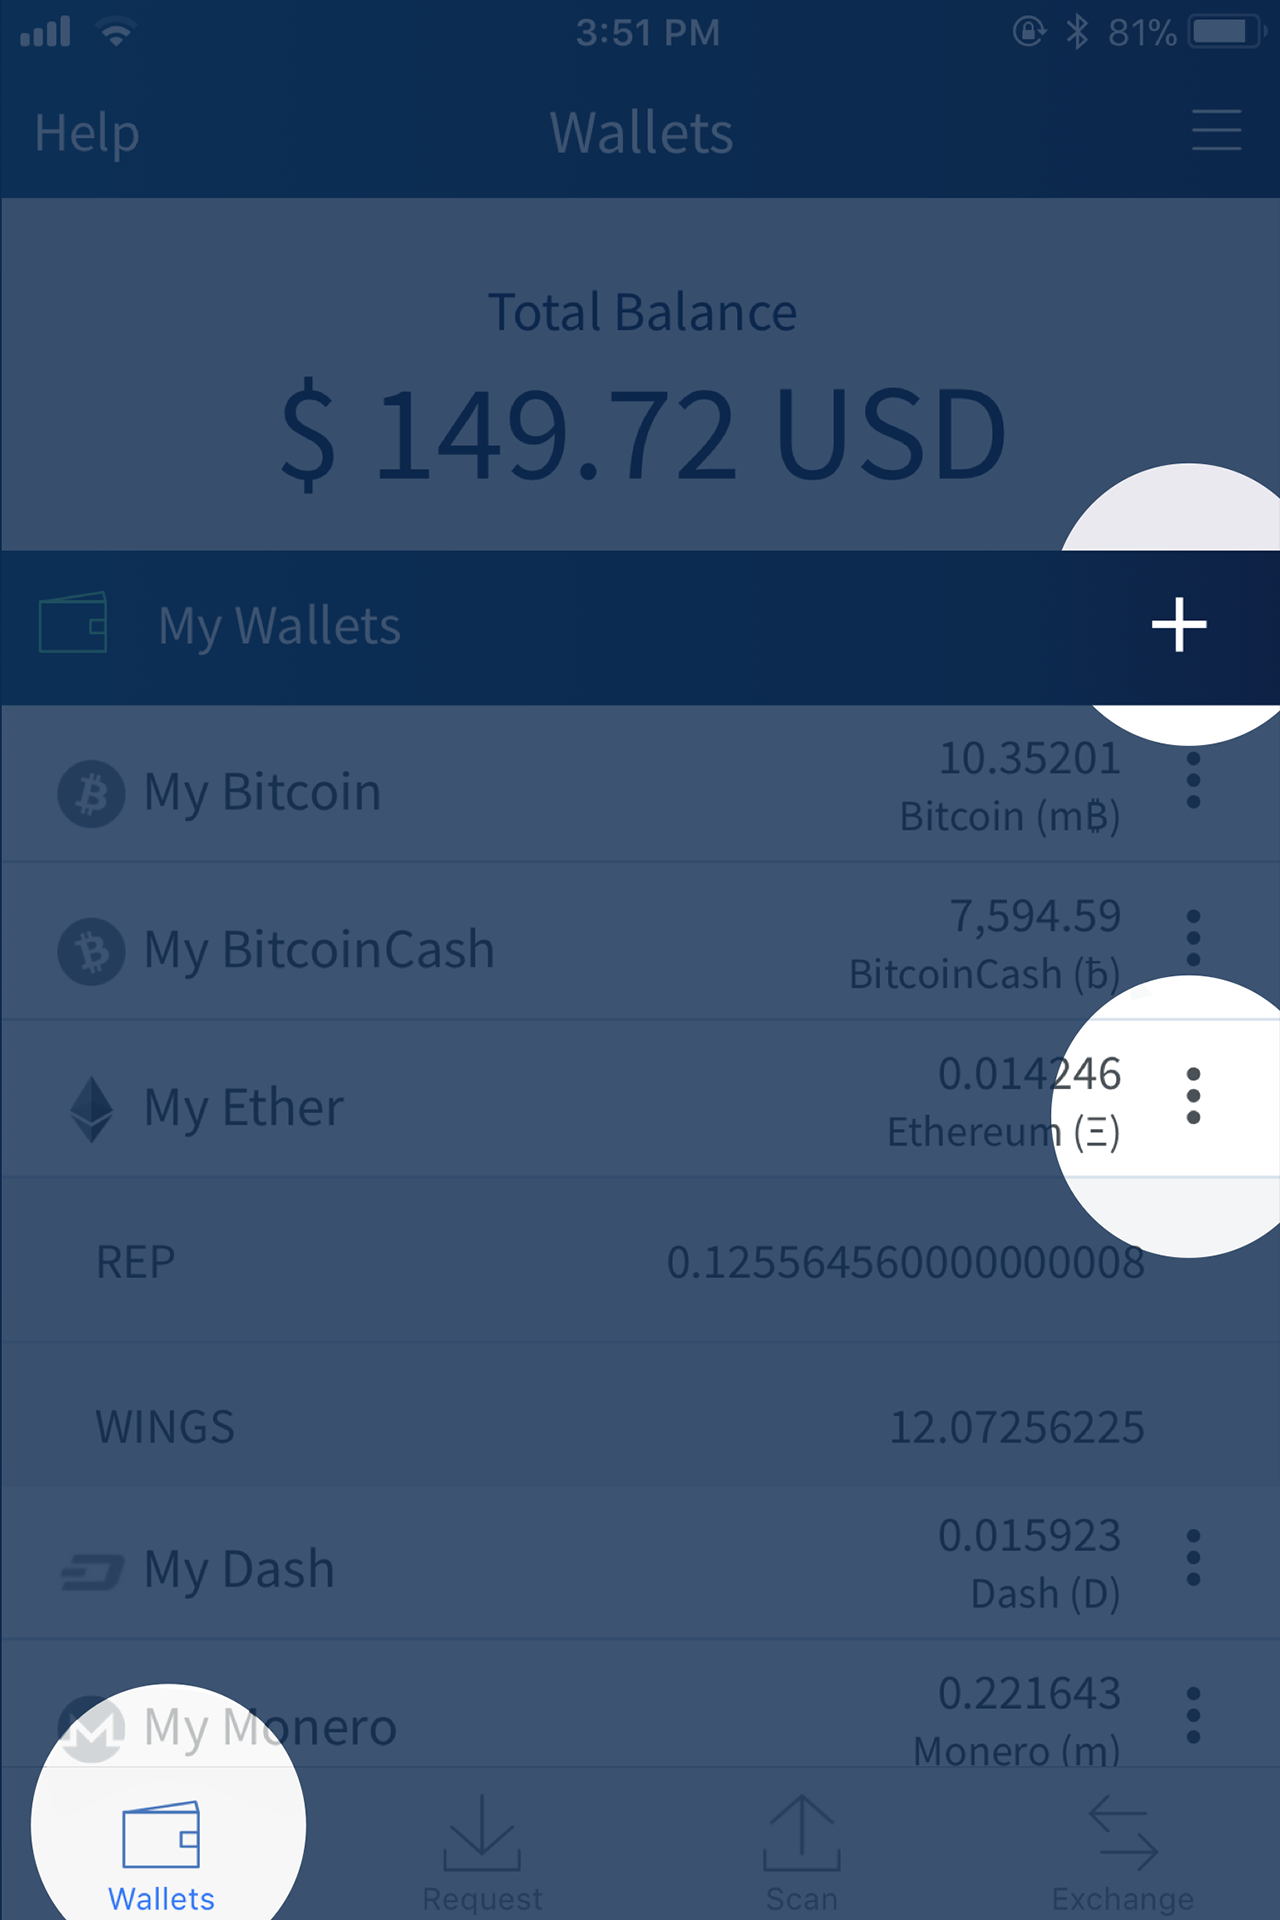 3:51 PM
81%
Help
Wallets
Total Balance
$ 149.72 USD
My Wallets
My Bitcoin
10.35201
Bitcoin (m₿)
My BitcoinCash
7,594.59
BitcoinCash (ƀ)
My Ether
0.014246
Ethereum (Ξ)
REP
0.125564560000000008
WINGS
12.07256225
My Dash
0.015923
Dash (D)
My Monero
0.221643
Monero (m)
Wallets
Request
Scan
Exchange